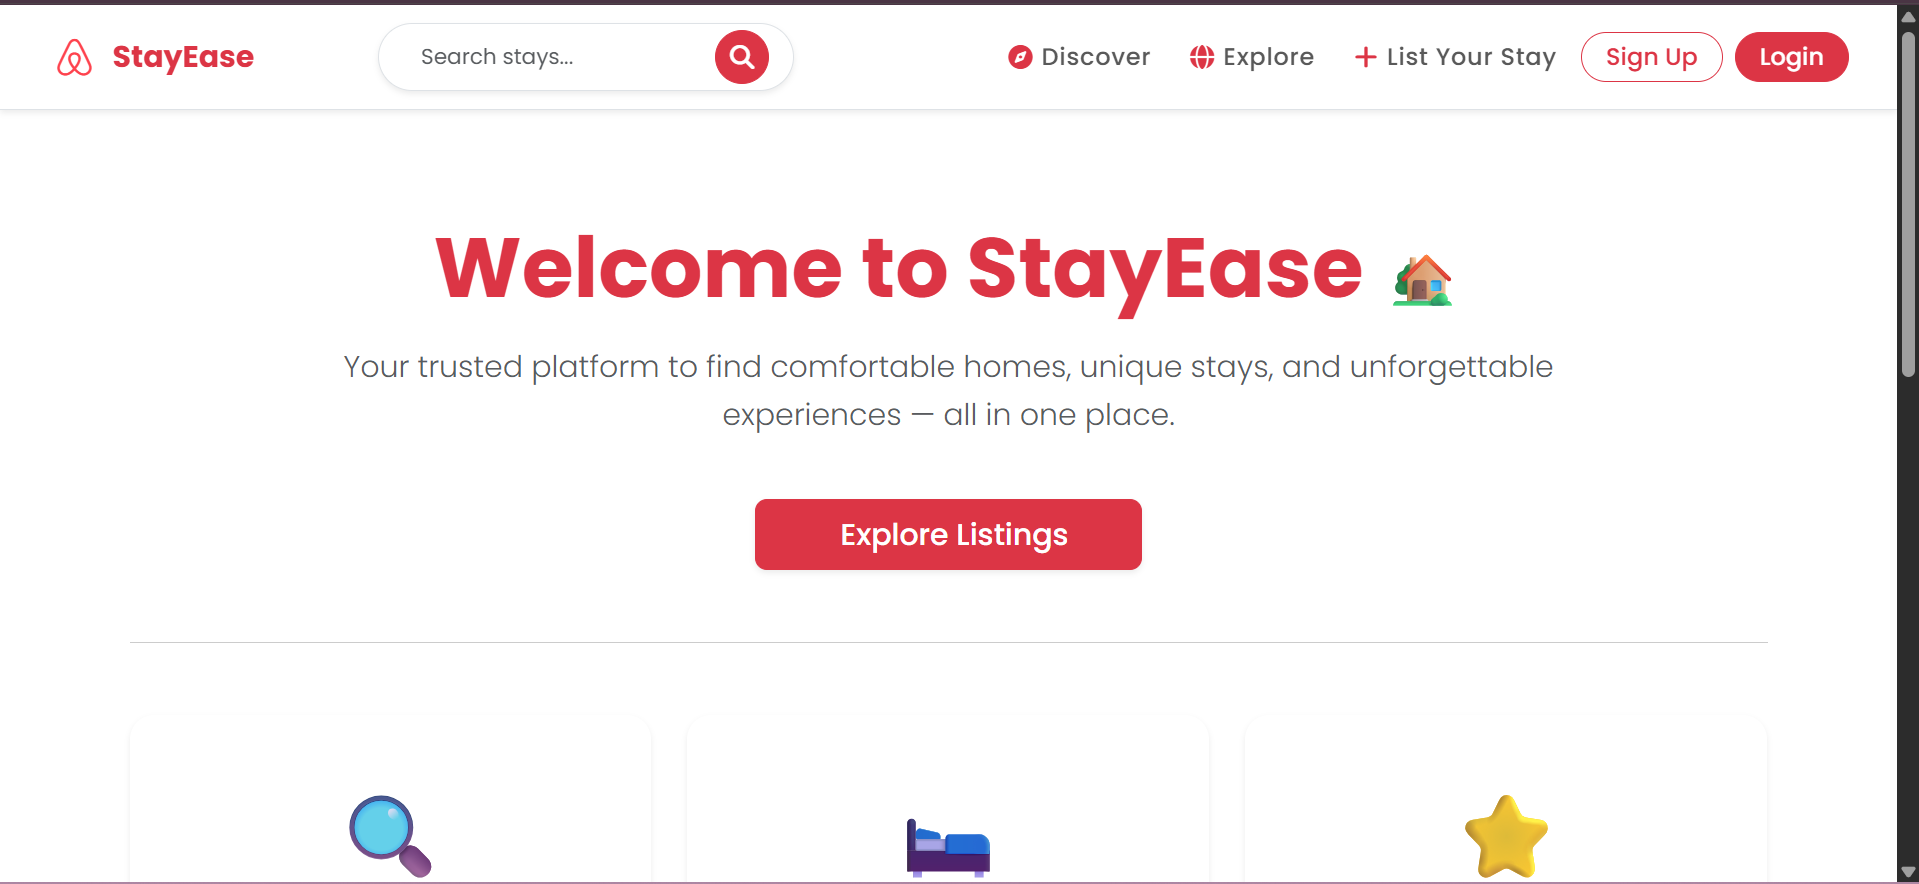 StayEase
Search stays...
Discover
Explore
List Your Stay
Sign Up
Login
Welcome to StayEase
Your trusted platform to find comfortable homes, unique stays, and unforgettable
experiences — all in one place.
Explore Listings